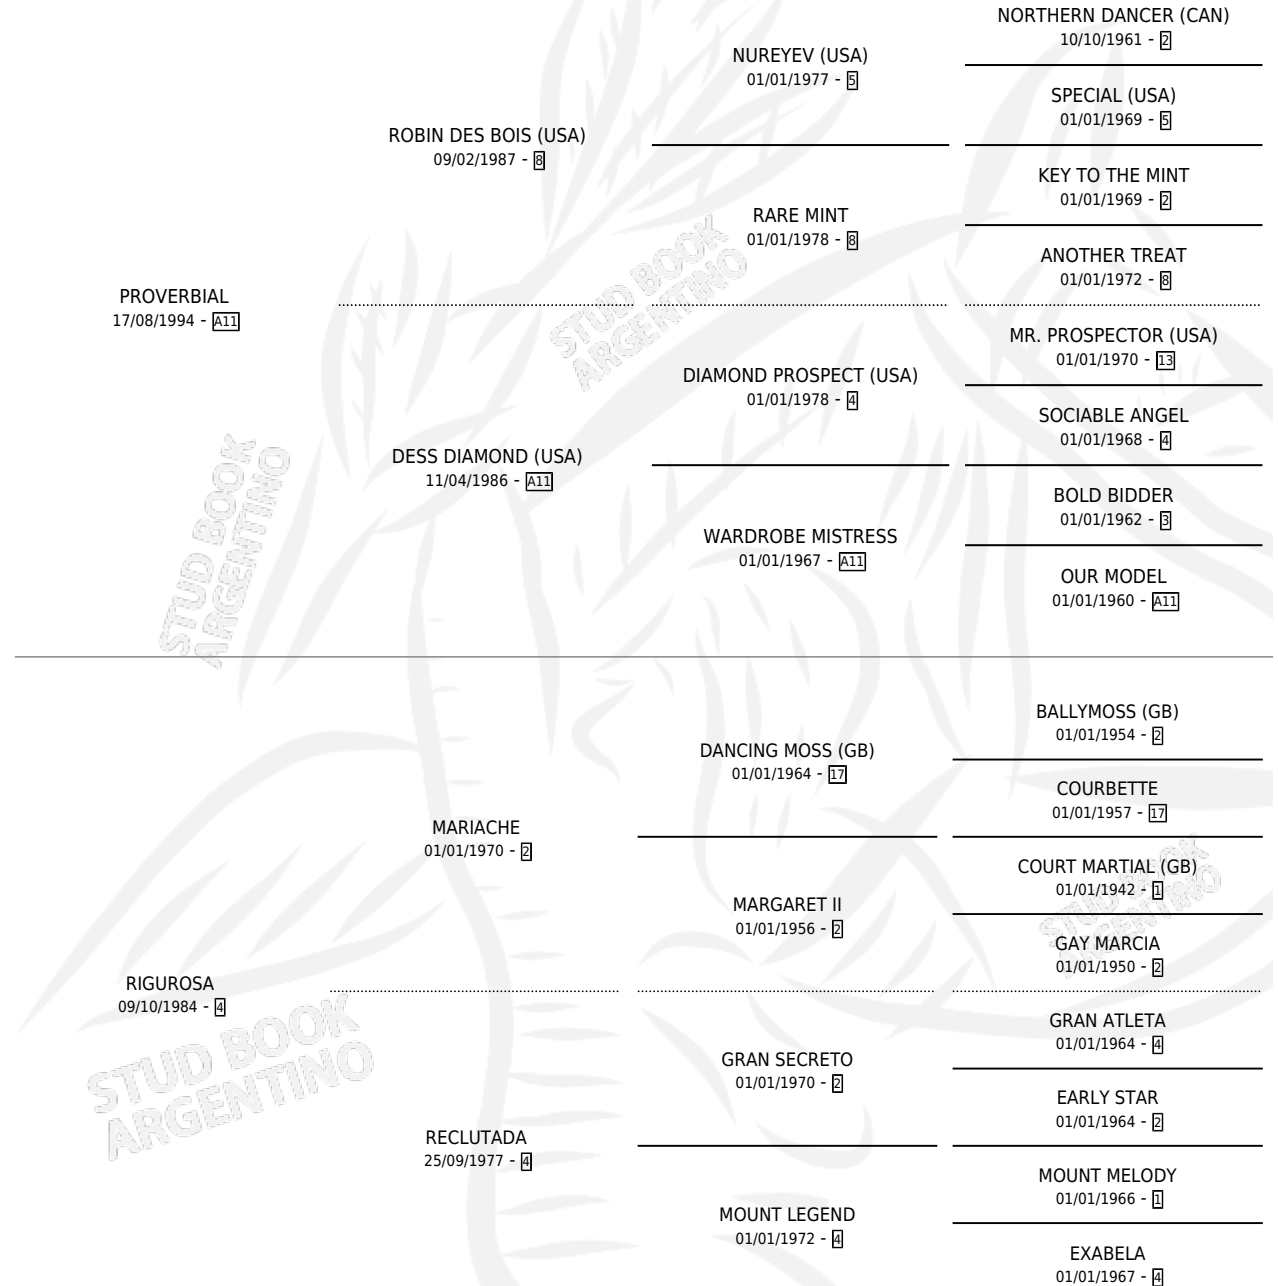 NORTHERN DANCER (CAN)
10/10/1961 - 2
NUREYEV (USA)
01/01/1977 - 5
SPECIAL (USA)
01/01/1969 - 5
ROBIN DES BOIS (USA)
09/02/1987 - 8
KEY TO THE MINT
01/01/1969 - 2
RARE MINT
01/01/1978 - 8
ANOTHER TREAT
01/01/1972 - 8
PROVERBIAL
17/08/1994 - A11
MR. PROSPECTOR (USA)
01/01/1970 - 13
DIAMOND PROSPECT (USA)
01/01/1978 - 4
SOCIABLE ANGEL
01/01/1968 - 4
DESS DIAMOND (USA)
11/04/1986 - A11
BOLD BIDDER
01/01/1962 - 3
WARDROBE MISTRESS
01/01/1967 - A11
OUR MODEL
01/01/1960 - A11
BALLYMOSS (GB)
01/01/1954 - 2
DANCING MOSS (GB)
01/01/1964 - 17
COURBETTE
01/01/1957 - 17
MARIACHE
01/01/1970 - 2
COURT MARTIAL (GB)
01/01/1942 - 1
MARGARET II
01/01/1956 - 2
GAY MARCIA
01/01/1950 - 2
RIGUROSA
09/10/1984 - 4
GRAN ATLETA
01/01/1964 - 4
GRAN SECRETO
01/01/1970 - 2
EARLY STAR
01/01/1964 - 2
RECLUTADA
25/09/1977 - 4
MOUNT MELODY
01/01/1966 - 1
MOUNT LEGEND
01/01/1972 - 4
EXABELA
01/01/1967 - 4
STUD BOOK
ARGENTINO
STUD BOOK
ARGENTINO
STUD BOOK
ARGENTINO
STUD BOOK
ARGENTINO